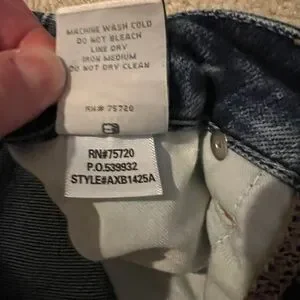 MACHINE WASH COLD
DO NOT BLEACH
LINE DRY
IRON MEDIUM
DO NOT DRY CLEAN
RN# 75720
RN#75720
P.O.539932
STYLE#AXB1425A